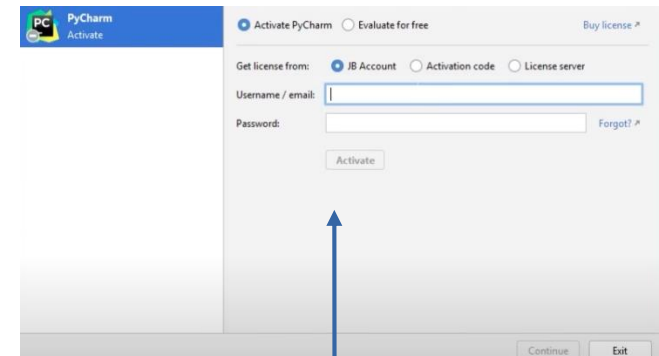 PC PyCharm
Activate
Activate PyCharm Evaluate for free Buy license
Get license from: JB Account Activation code License server
Username / email:
Password: Forgot?
Activate
Continue Exit